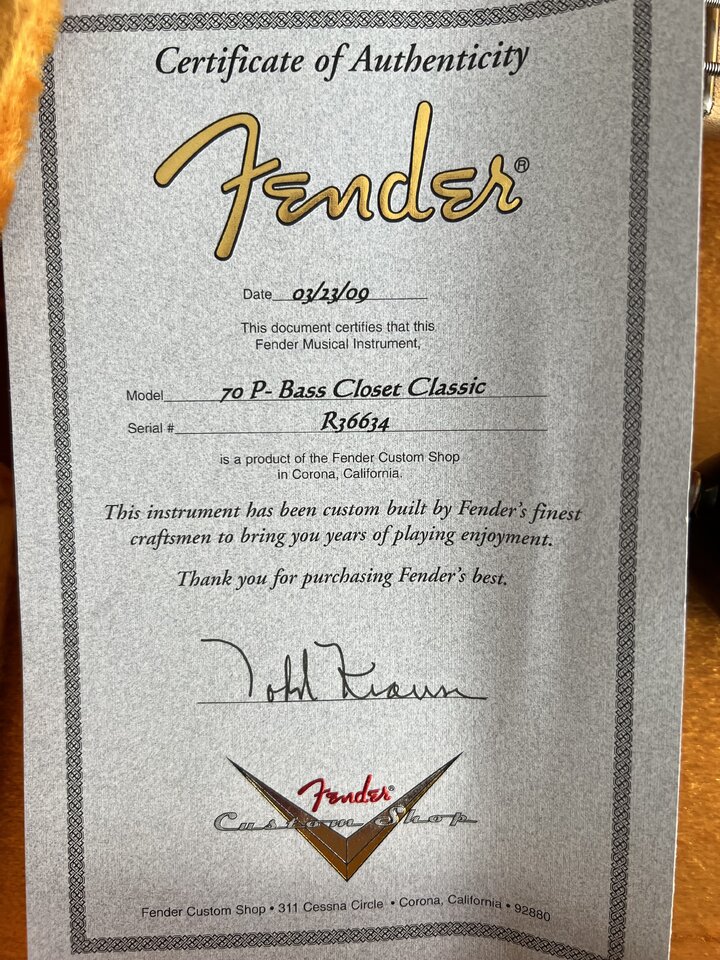 Certificate of Authenticity
Fender®
Date 03/23/09
This document certifies that this
Fender Musical Instrument,
Model 70 P- Bass Closet Classic
Serial # R36634
is a product of the Fender Custom Shop
in Corona, California.
This instrument has been custom built by Fender's finest
craftsmen to bring you years of playing enjoyment.
Thank you for purchasing Fender's best.
Todd Krause
Fender®
Custom Shop
Fender Custom Shop • 311 Cessna Circle • Corona, California • 92880